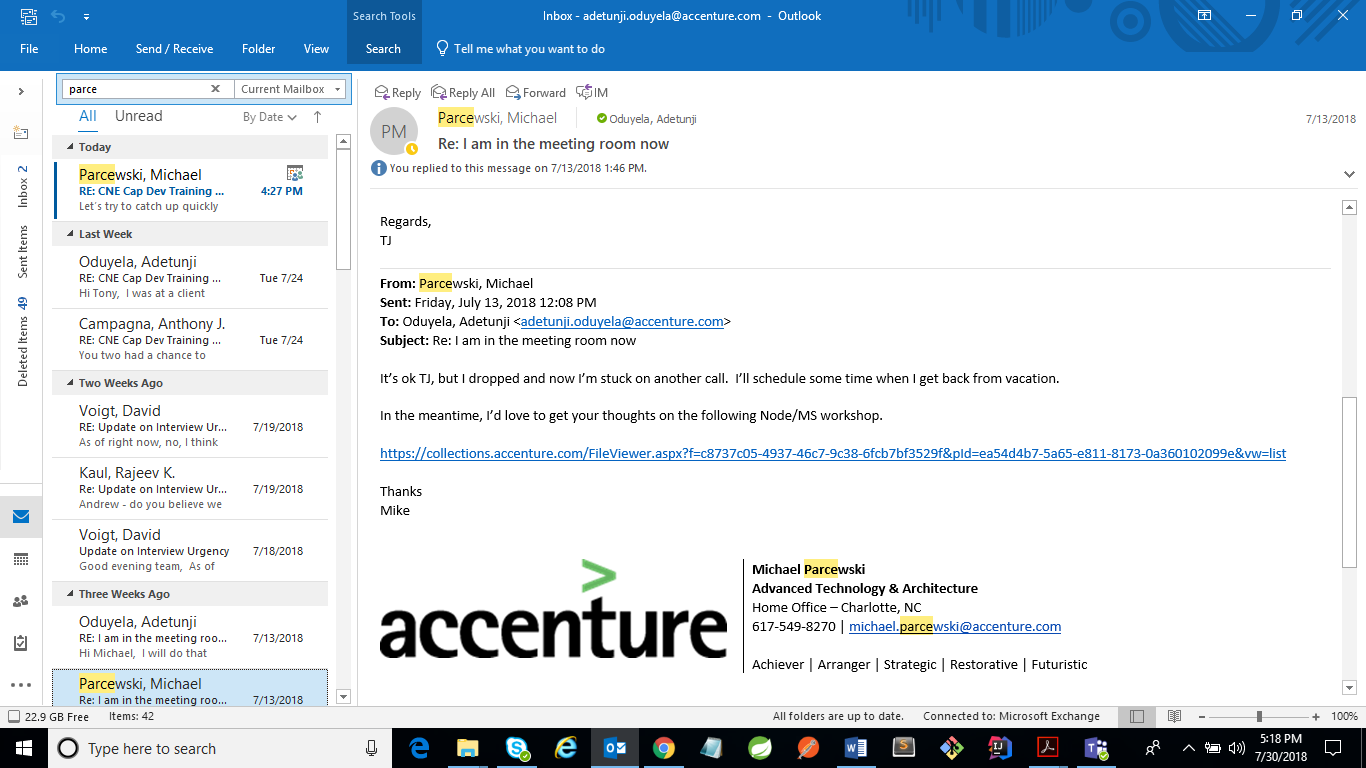 Search Tools
Inbox - adetunji.oduyela@accenture.com - Outlook
File Home Send / Receive Folder View Search Tell me what you want to do
parce
Current Mailbox
All Unread By Date
Today
Parcewski, Michael
RE: CNE Cap Dev Training ... 4:27 PM
Let's try to catch up quickly
Last Week
Oduyela, Adetunji
RE: CNE Cap Dev Training ... Tue 7/24
Hi Tony, I was at a client
Campagna, Anthony J.
RE: CNE Cap Dev Training ... Tue 7/24
You two had a chance to
Two Weeks Ago
Voigt, David
RE: Update on Interview Ur... 7/19/2018
As of right now, no, I think
Kaul, Rajeev K.
Re: Update on Interview Ur... 7/19/2018
Andrew - do you believe we
Voigt, David
Update on Interview Urgency 7/18/2018
Good evening team, As of
Three Weeks Ago
Oduyela, Adetunji
RE: I am in the meeting roo... 7/13/2018
Hi Michael, I will do that
Parcewski, Michael
Re: I am in the meeting roo... 7/13/2018
Inbox 2
Sent Items
Deleted Items 49
Reply Reply All Forward IM
PM
Parcewski, Michael
Oduyela, Adetunji
7/13/2018
Re: I am in the meeting room now
You replied to this message on 7/13/2018 1:46 PM.
Regards,
TJ
From: Parcewski, Michael
Sent: Friday, July 13, 2018 12:08 PM
To: Oduyela, Adetunji <adetunji.oduyela@accenture.com>
Subject: Re: I am in the meeting room now
It's ok TJ, but I dropped and now I'm stuck on another call. I'll schedule some time when I get back from vacation.
In the meantime, I'd love to get your thoughts on the following Node/MS workshop.
https://collections.accenture.com/FileViewer.aspx?f=c8737c05-4937-46c7-9c38-6fcb7bf3529f&pId=ea54d4b7-5a65-e811-8173-0a360102099e&vw=list
Thanks
Mike
accenture
Michael Parcewski
Advanced Technology & Architecture
Home Office – Charlotte, NC
617-549-8270 | michael.parcewski@accenture.com
Achiever | Arranger | Strategic | Restorative | Futuristic
22.9 GB Free Items: 42
All folders are up to date. Connected to: Microsoft Exchange
100%
Type here to search
5:18 PM
7/30/2018